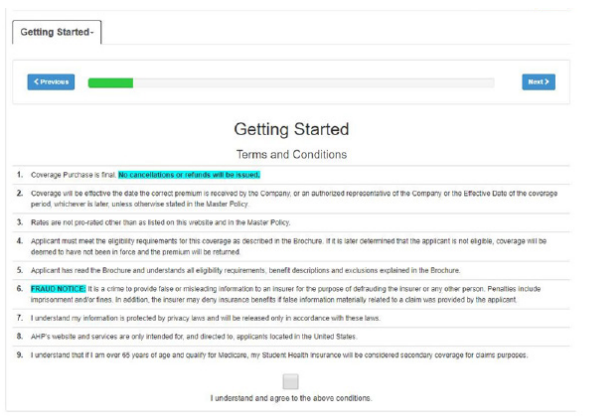 Getting Started-
Previous
Next
Getting Started
Terms and Conditions
1. Coverage Purchase is final. No cancellations or refunds will be issued.
2. Coverage will be effective the date the correct premium is received by the Company, or an authorized representative of the Company or the Effective Date of the coverage
period, whichever is later, unless otherwise stated in the Master Policy.
3. Rates are not pro-rated other than as listed on this website and in the Master Policy.
4. Applicant must meet the eligibility requirements for this coverage as described in the Brochure. If it is later determined that the applicant is not eligible, coverage will be
deemed to have not been in force and the premium will be returned.
5. Applicant has read the Brochure and understands all eligibility requirements, benefit descriptions and exclusions explained in the Brochure.
6. FRAUD NOTICE: It is a crime to provide false or misleading information to an insurer for the purpose of defrauding the insurer or any other person. Penalties include
imprisonment and/or fines. In addition, the insurer may deny insurance benefits if false information materially related to a claim was provided by the applicant.
7. I understand my information is protected by privacy laws and will be released only in accordance with these laws.
8. AHP's website and services are only intended for, and directed to, applicants located in the United States.
9. I understand that if I am over 65 years of age and qualify for Medicare, my Student Health Insurance will be considered secondary coverage for claims purposes.
I understand and agree to the above conditions.